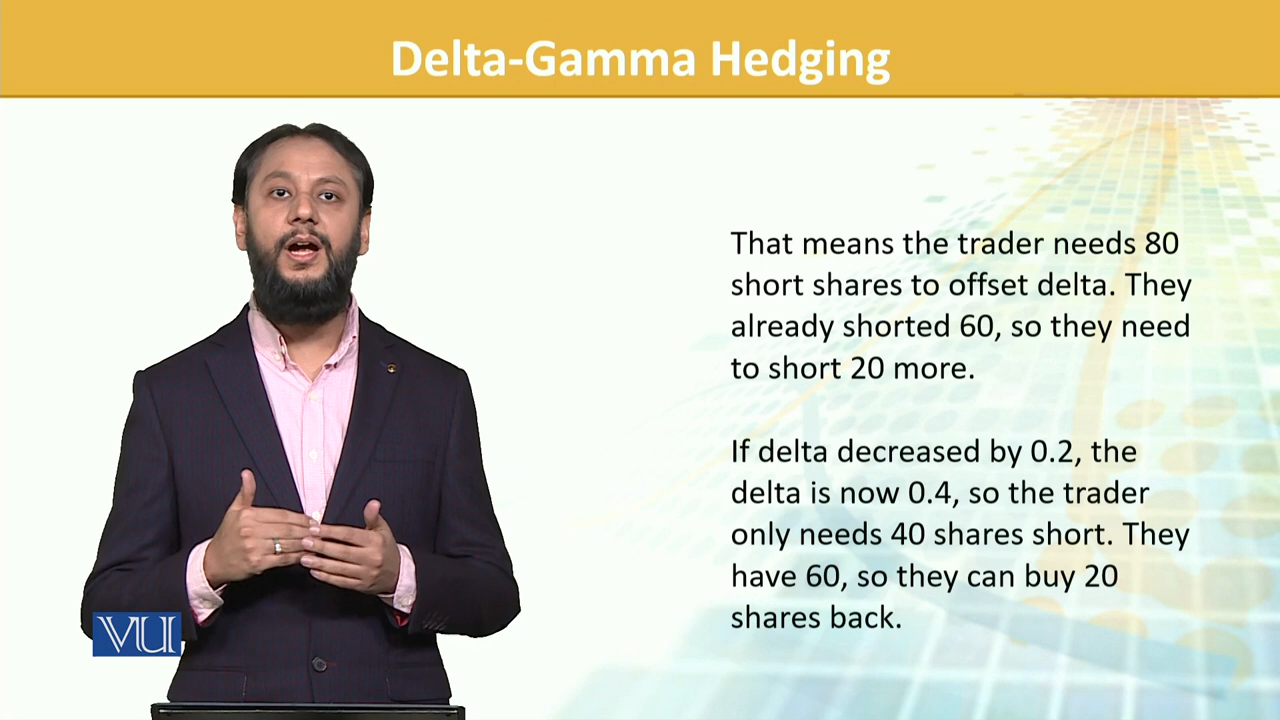 Delta-Gamma Hedging
That means the trader needs 80
short shares to offset delta. They
already shorted 60, so they need
to short 20 more.
If delta decreased by 0.2, the
delta is now 0.4, so the trader
only needs 40 shares short. They
have 60, so they can buy 20
shares back.
VU